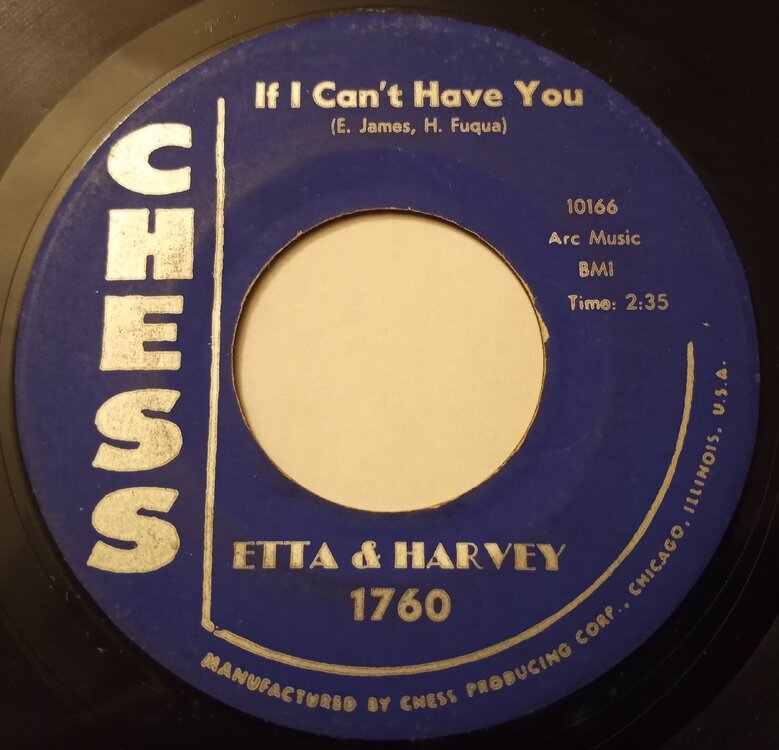 CHESS
If I Can't Have You
(E. James, H. Fuqua)
10166
Arc Music
BMI
Time: 2:35
ETTA & HARVEY
1760
MANUFACTURED BY CHESS PRODUCING CORP., CHICAGO, ILLINOIS, U.S.A.